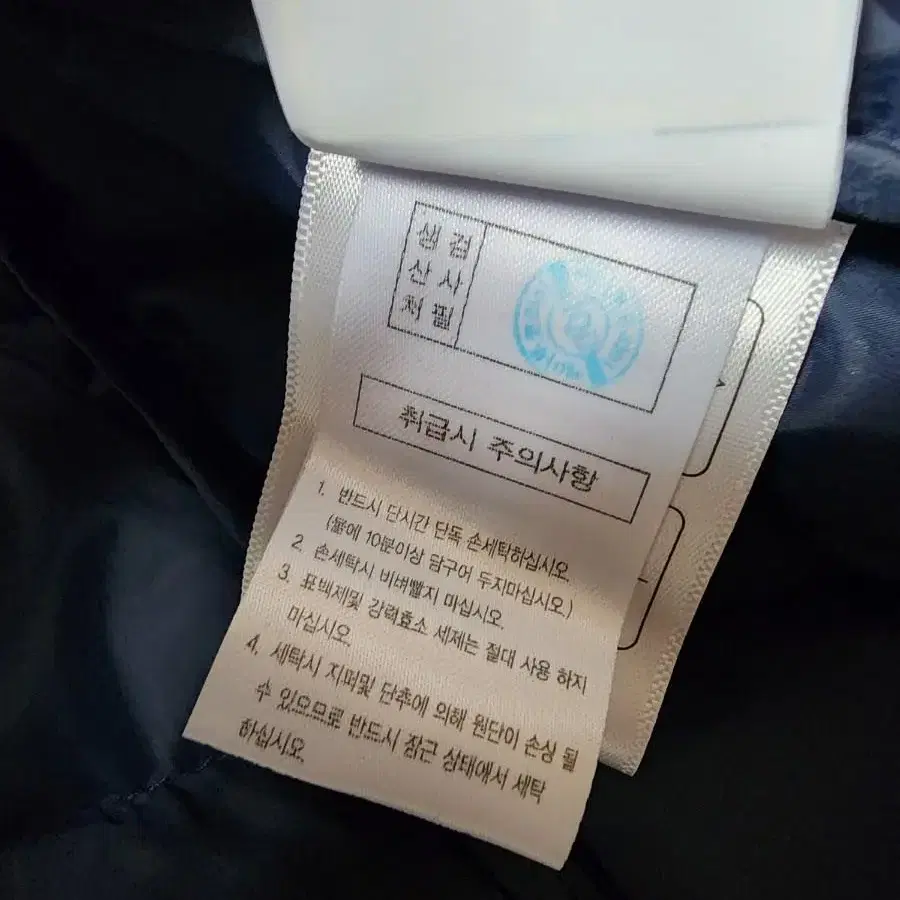 생 검
산 사
처 필
취급시 주의사항
1. 반드시 단시간 단독 손세탁하십시오.
(물에 10분이상 담구어 두지마십시오.)
2. 손세탁시 비벼빨지 마십시오.
3. 표백제및 강력효소 세제는 절대 사용 하지
마십시오.
4. 세탁시 지퍼및 단추에 의해 원단이 손상 될
수 있으므로 반드시 잠근 상태에서 세탁
하십시오.